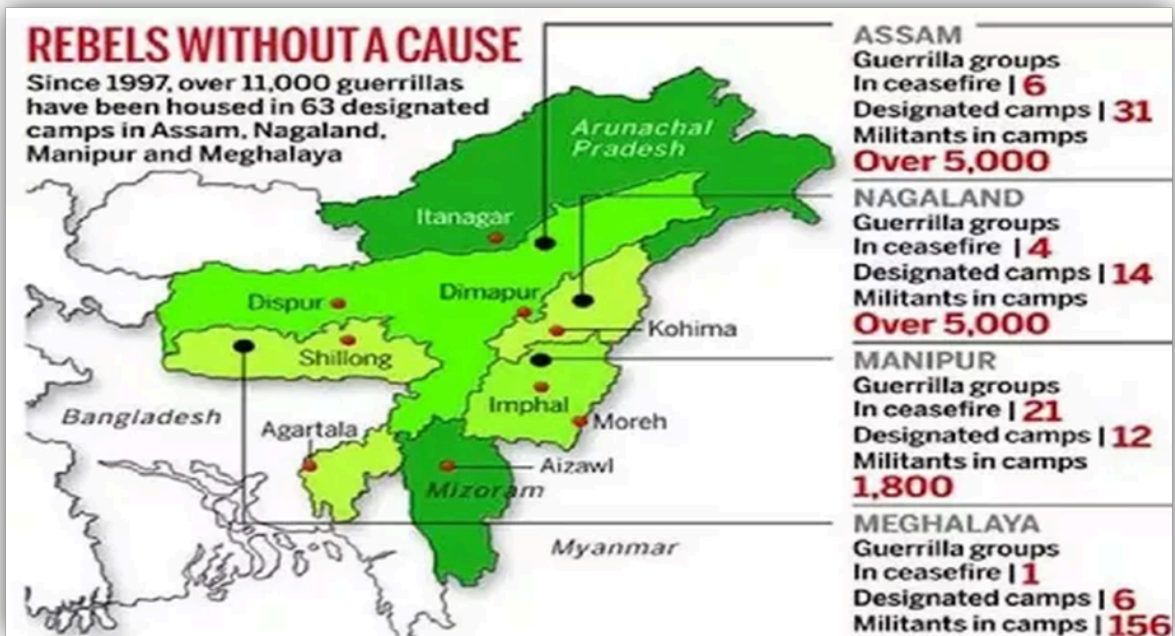 REBELS WITHOUT A CAUSE
Since 1997, over 11,000 guerrillas
have been housed in 63 designated
camps in Assam, Nagaland,
Manipur and Meghalaya
Arunachal
Pradesh
Itanagar
Dispur
Dimapur
Kohima
Shillong
Imphal
Moreh
Bangladesh
Agartala
Aizawl
Mizoram
Myanmar
ASSAM
Guerrilla groups
In ceasefire | 6
Designated camps | 31
Militants in camps
Over 5,000
NAGALAND
Guerrilla groups
In ceasefire | 4
Designated camps | 14
Militants in camps
Over 5,000
MANIPUR
Guerrilla groups
In ceasefire | 21
Designated camps | 12
Militants in camps
1,800
MEGHALAYA
Guerrilla groups
In ceasefire | 1
Designated camps | 6
Militants in camps | 156